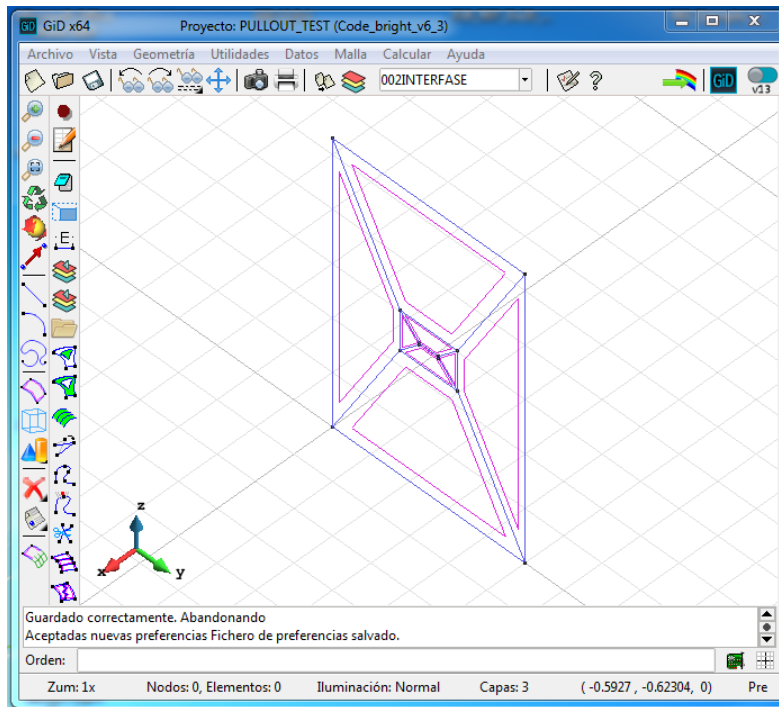 GiD x64 Proyecto: PULLOUT_TEST (Code_bright_v6_3)
Archivo Vista Geometría Utilidades Datos Malla Calcular Ayuda
002INTERFASE
GiD
v13
E
z
x
y
Guardado correctamente. Abandonando
Aceptadas nuevas preferencias Fichero de preferencias salvado.
Orden:
Zum: 1x Nodos: 0, Elementos: 0 Iluminación: Normal Capas: 3 ( -0.5927 , -0.62304, 0) Pre